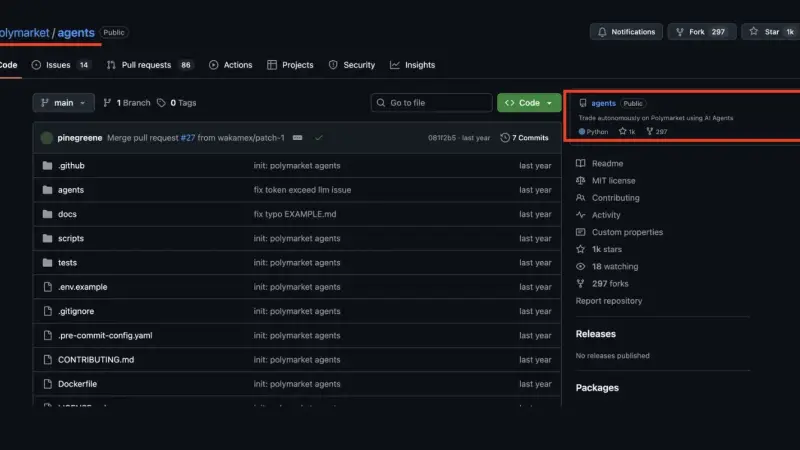 olymarket / agents Public
Notifications Fork 297 Star 1k
Code Issues 14 Pull requests 86 Actions Projects Security Insights
main 1 Branch 0 Tags Go to file Code
pinegreene Merge pull request #27 from wakamex/patch-1 081f2b5 · last year 7 Commits
.github init: polymarket agents last year
agents fix token exceed llm issue last year
docs fix typo EXAMPLE.md last year
scripts init: polymarket agents last year
tests init: polymarket agents last year
.env.example init: polymarket agents last year
.gitignore init: polymarket agents last year
.pre-commit-config.yaml init: polymarket agents last year
CONTRIBUTING.md init: polymarket agents last year
Dockerfile init: polymarket agents last year
agents Public
Trade autonomously on Polymarket using AI Agents
Python 1k 297
Readme
MIT license
Contributing
Activity
Custom properties
1k stars
18 watching
297 forks
Report repository
Releases
No releases published
Packages